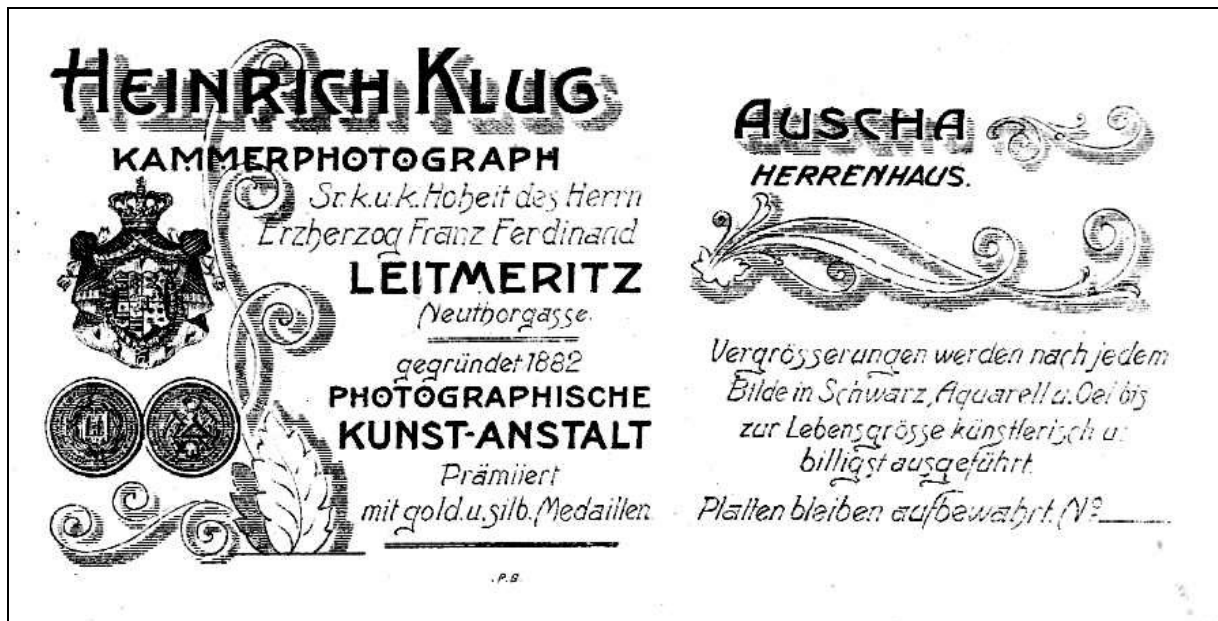 HEINRICH KLUG
KAMMERPHOTOGRAPH
Sr. k. u. k. Hoheit des Herrn
Erzherzog Franz Ferdinand
LEITMERITZ
Neuthorgasse.
gegründet 1882
PHOTOGRAPHISCHE
KUNST-ANSTALT
Prämiiert
mit gold. u. silb. Medaillen
AUSCHA
HERRENHAUS.
Vergrösserungen werden nach jedem
Bilde in Schwarz, Aquarell u. Oel bis
zur Lebensgrösse künstlerisch u.
billigst ausgeführt.
Platten bleiben aufbewahrt. Nº